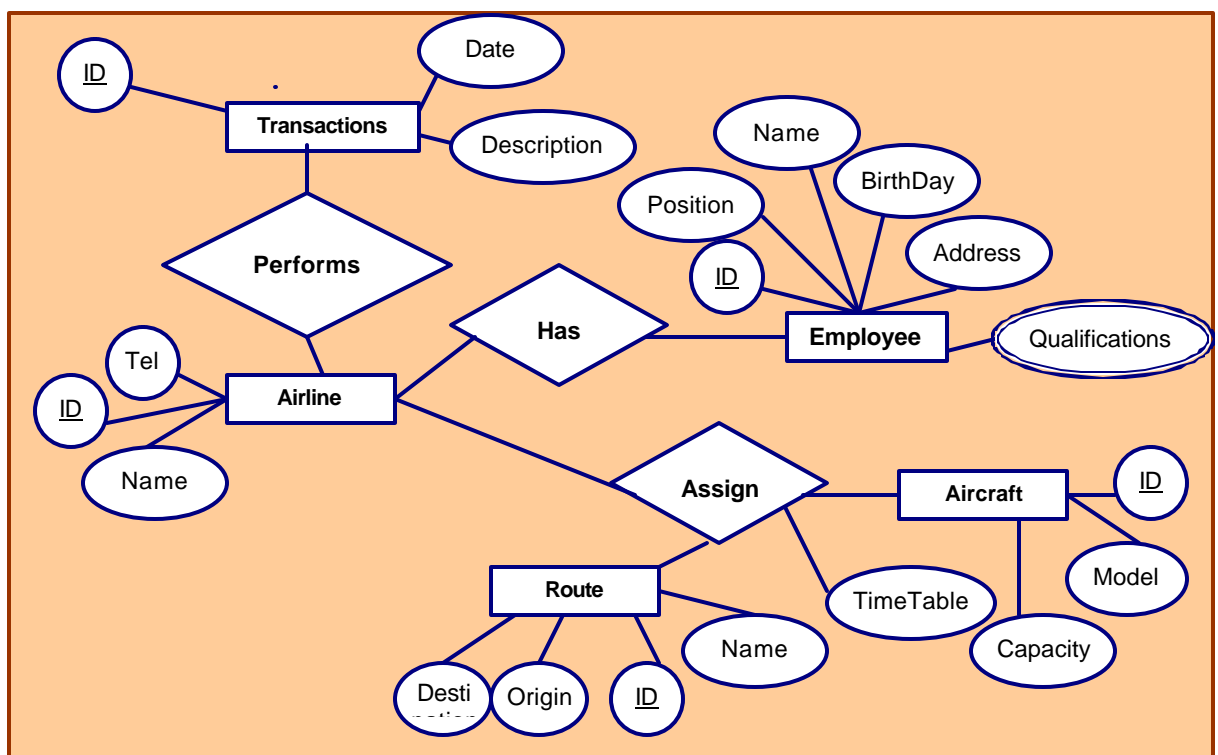 Date
ID
Transactions
Description
Name
BirthDay
Position
Address
ID
Performs
Has
Employee
Qualifications
Tel
ID
Airline
Name
Assign
Aircraft
ID
Route
Model
TimeTable
Name
Capacity
Desti
Origin
ID